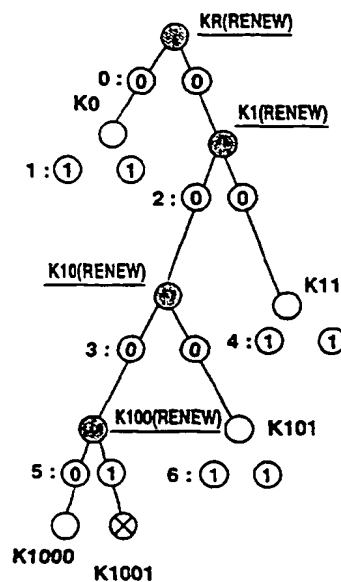 KR(RENEW)
0 : 0 0
K0
K1(RENEW)
1 : 1 1
2 : 0 0
K10(RENEW)
K11
3 : 0 0
4 : 1 1
K100(RENEW)
K101
5 : 0 1
6 : 1 1
K1000
K1001